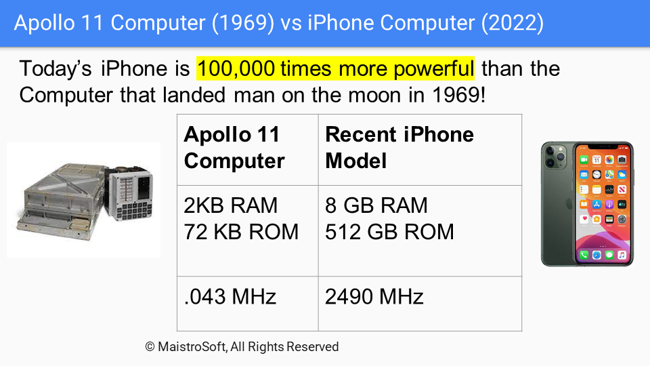 Apollo 11 Computer (1969) vs iPhone Computer (2022)
Today's iPhone is 100,000 times more powerful than the
Computer that landed man on the moon in 1969!
Apollo 11
Computer
Recent iPhone
Model
2KB RAM
72 KB ROM
8 GB RAM
512 GB ROM
.043 MHz
2490 MHz
© MaistroSoft, All Rights Reserved